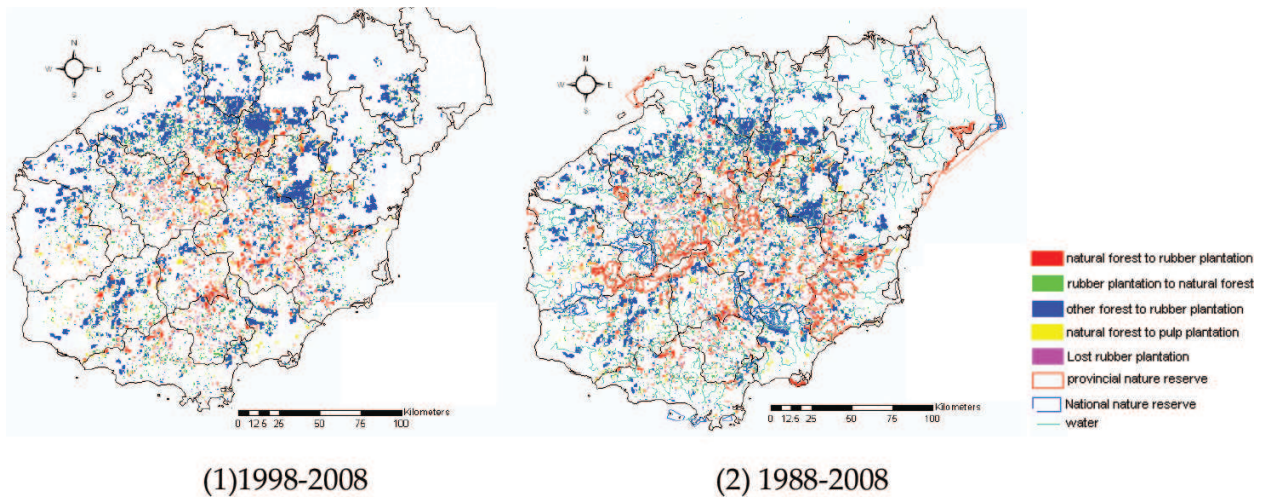 N
W E
S
N
W E
S
natural forest to rubber plantation
rubber plantation to natural forest
other forest to rubber plantation
natural forest to pulp plantation
Lost rubber plantation
provincial nature reserve
National nature reserve
water
Kilometers
0 12.5 25 50 75 100
Kilometers
0 12.5 25 50 75 100
(1)1998-2008
(2) 1988-2008